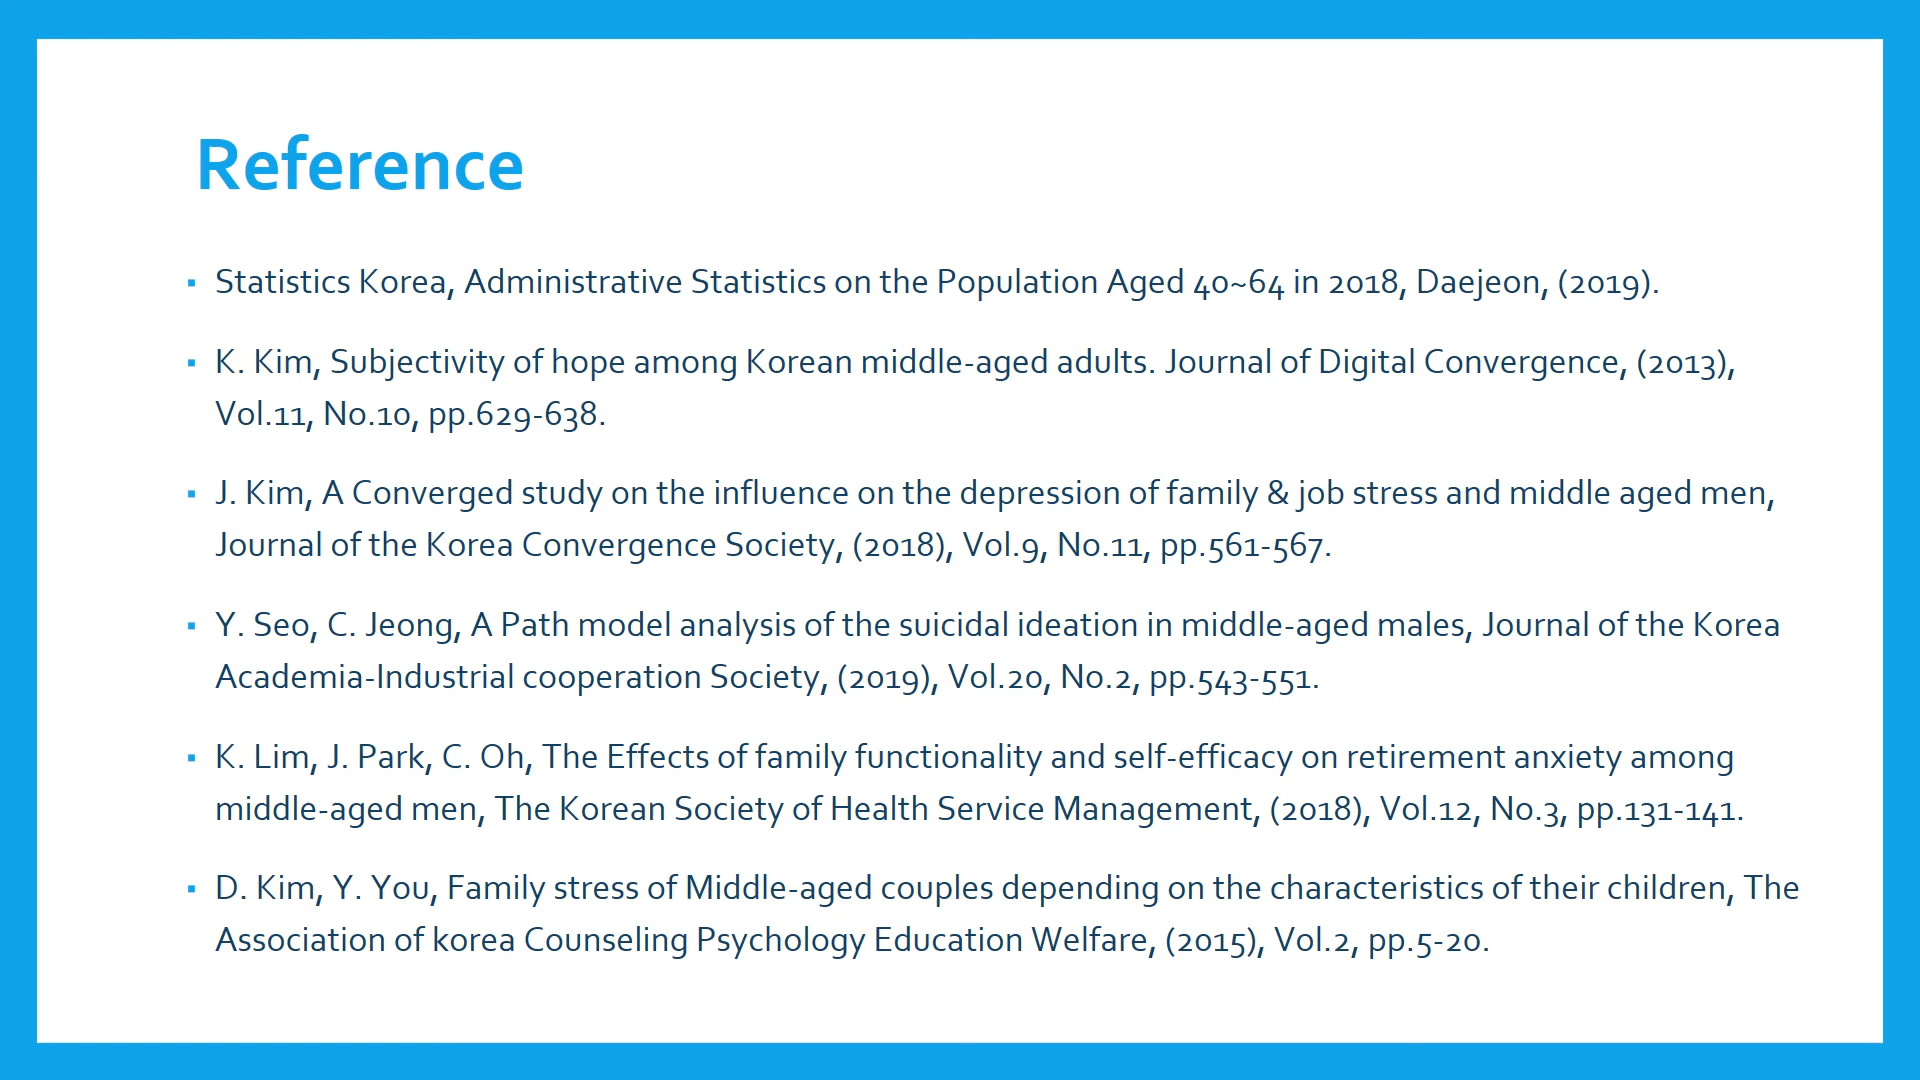 Reference
▪ Statistics Korea, Administrative Statistics on the Population Aged 40~64 in 2018, Daejeon, (2019).
▪ K. Kim, Subjectivity of hope among Korean middle-aged adults. Journal of Digital Convergence, (2013),
Vol.11, No.10, pp.629-638.
▪ J. Kim, A Converged study on the influence on the depression of family & job stress and middle aged men,
Journal of the Korea Convergence Society, (2018), Vol.9, No.11, pp.561-567.
▪ Y. Seo, C. Jeong, A Path model analysis of the suicidal ideation in middle-aged males, Journal of the Korea
Academia-Industrial cooperation Society, (2019), Vol.20, No.2, pp.543-551.
▪ K. Lim, J. Park, C. Oh, The Effects of family functionality and self-efficacy on retirement anxiety among
middle-aged men, The Korean Society of Health Service Management, (2018), Vol.12, No.3, pp.131-141.
▪ D. Kim, Y. You, Family stress of Middle-aged couples depending on the characteristics of their children, The
Association of korea Counseling Psychology Education Welfare, (2015), Vol.2, pp.5-20.